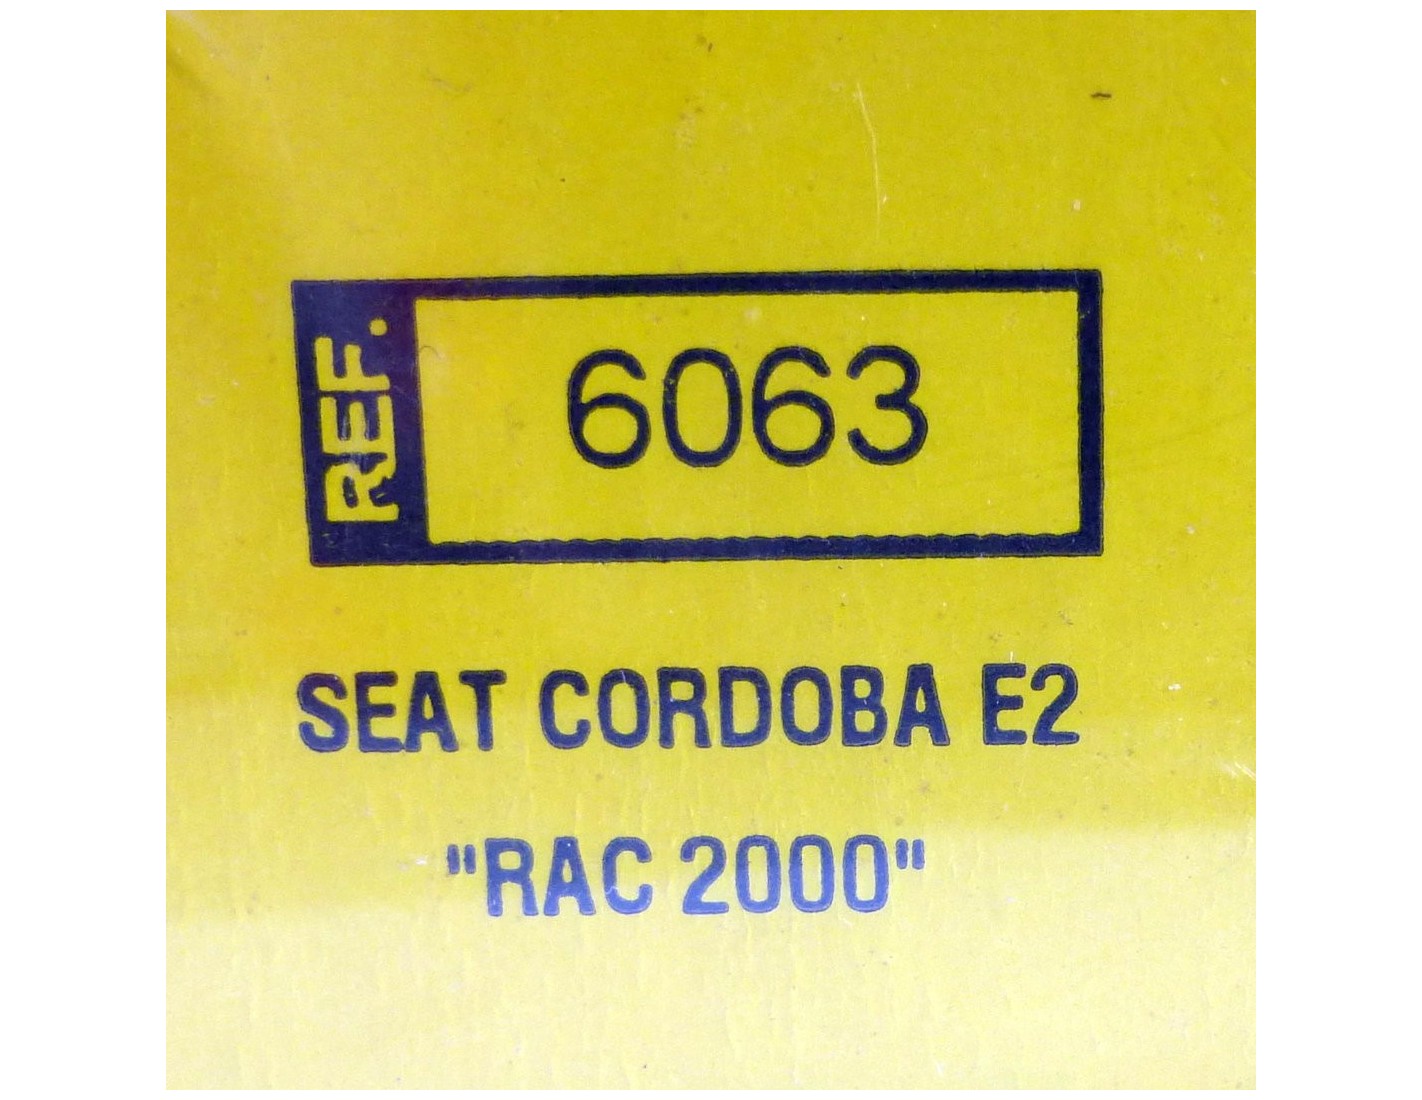 REF. 6063
SEAT CORDOBA E2
"RAC 2000"